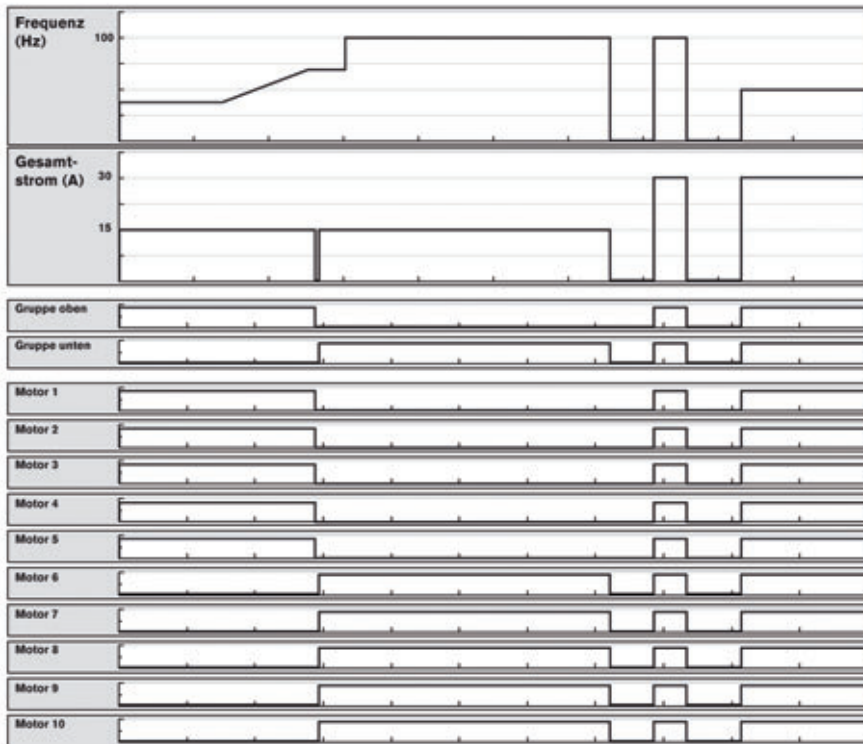 Frequenz
(Hz)
100
Gesamt-
strom (A)
30
15
Gruppe oben
Gruppe unten
Motor 1
Motor 2
Motor 3
Motor 4
Motor 5
Motor 6
Motor 7
Motor 8
Motor 9
Motor 10